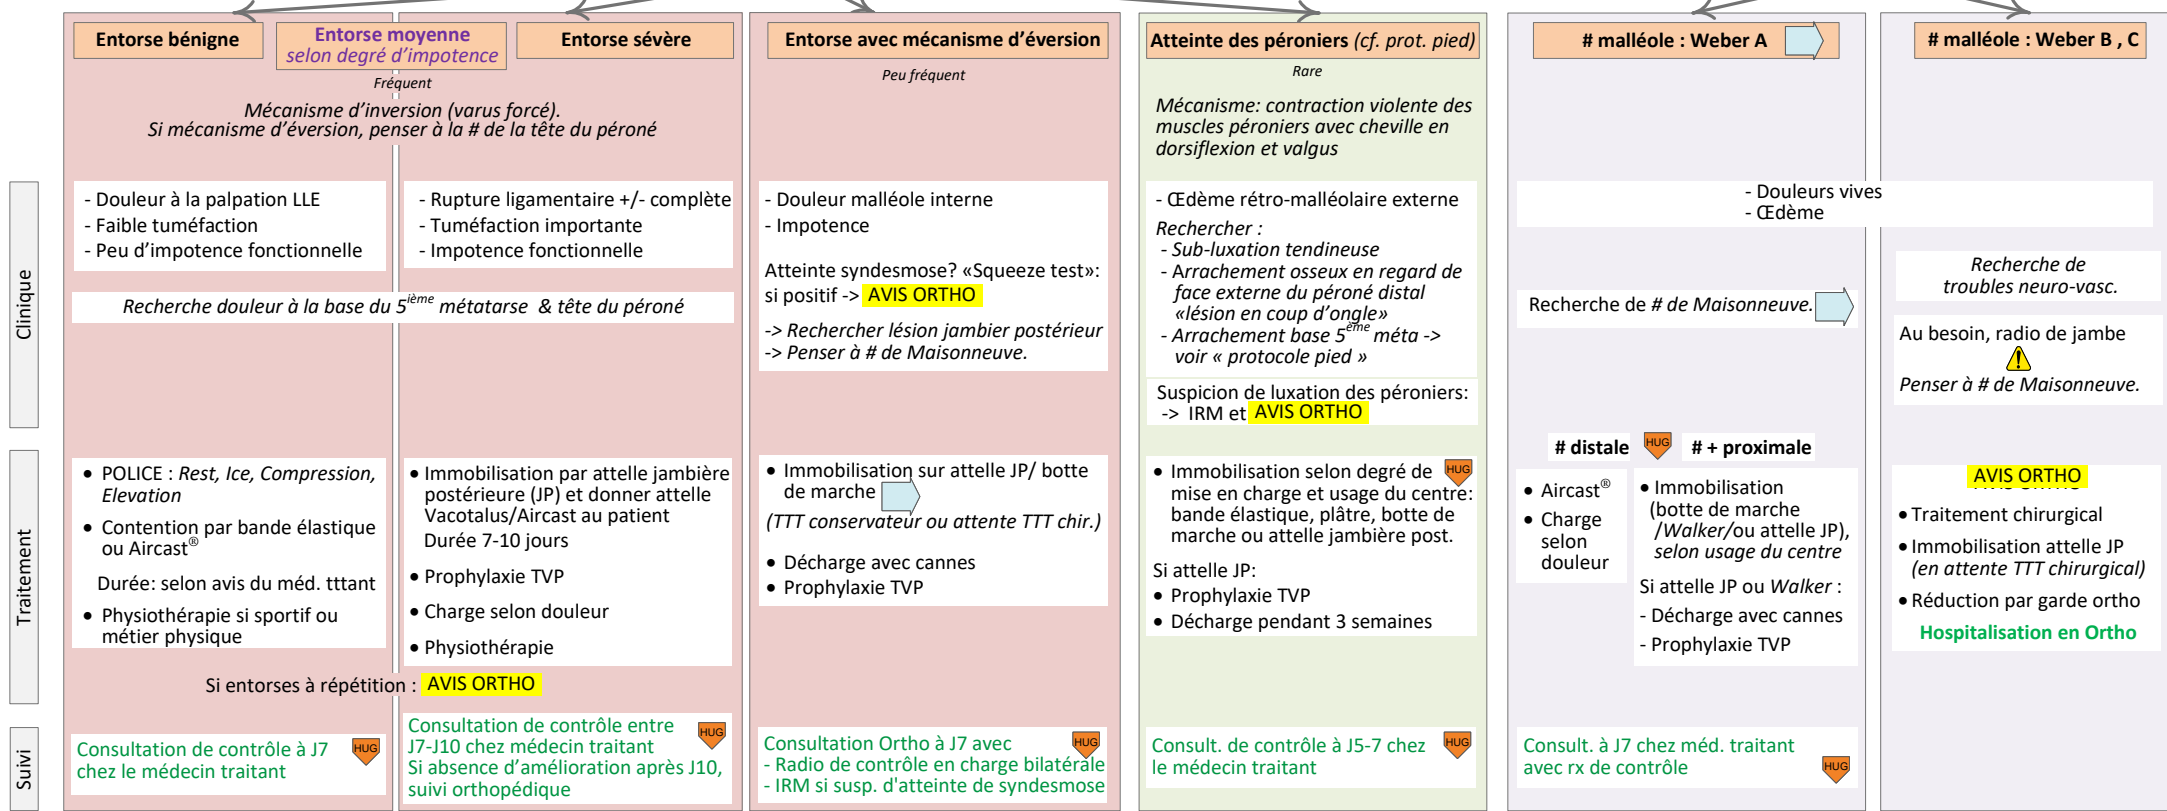 Entorse bénigne
Entorse moyenne
selon degré d'impotence
Entorse sévère
Fréquent
Mécanisme d'inversion (varus forcé).
Si mécanisme d'éversion, penser à la # de la tête du péroné
Entorse avec mécanisme d'éversion
Peu fréquent
Atteinte des péroniers (cf. prot. pied)
Rare
Mécanisme: contraction violente des
muscles péroniers avec cheville en
dorsiflexion et valgus
# malléole : Weber A
# malléole : Weber B , C
Clinique
- Douleur à la palpation LLE
- Faible tuméfaction
- Peu d'impotence fonctionnelle
- Rupture ligamentaire +/- complète
- Tuméfaction importante
- Impotence fonctionnelle
Recherche douleur à la base du 5ième métatarse & tête du péroné
- Douleur malléole interne
- Impotence
Atteinte syndesmose? «Squeeze test»:
si positif -> AVIS ORTHO
-> Rechercher lésion jambier postérieur
-> Penser à # de Maisonneuve.
- Œdème rétro-malléolaire externe
Rechercher :
- Sub-luxation tendineuse
- Arrachement osseux en regard de
face externe du péroné distal
«lésion en coup d'ongle»
- Arrachement base 5ème méta ->
voir « protocole pied »
Suspicion de luxation des péroniers:
-> IRM et AVIS ORTHO
- Douleurs vives
- Œdème
Recherche de # de Maisonneuve.
Recherche de
troubles neuro-vasc.
Au besoin, radio de jambe
Penser à # de Maisonneuve.
Traitement
• POLICE : Rest, Ice, Compression,
Elevation
• Contention par bande élastique
ou Aircast®
Durée: selon avis du méd. tttant
• Physiothérapie si sportif ou
métier physique
• Immobilisation par attelle jambière
postérieure (JP) et donner attelle
Vacotalus/Aircast au patient
Durée 7-10 jours
• Prophylaxie TVP
• Charge selon douleur
• Physiothérapie
Si entorses à répétition : AVIS ORTHO
• Immobilisation sur attelle JP/ botte
de marche
(TTT conservateur ou attente TTT chir.)
• Décharge avec cannes
• Prophylaxie TVP
• Immobilisation selon degré de HUG
mise en charge et usage du centre:
bande élastique, plâtre, botte de
marche ou attelle jambière post.
Si attelle JP:
• Prophylaxie TVP
• Décharge pendant 3 semaines
# distale HUG # + proximale
• Aircast®
• Charge
selon
douleur
• Immobilisation
(botte de marche
/Walker/ou attelle JP),
selon usage du centre
Si attelle JP ou Walker :
- Décharge avec cannes
- Prophylaxie TVP
AVIS ORTHO
• Traitement chirurgical
• Immobilisation attelle JP
(en attente TTT chirurgical)
• Réduction par garde ortho
Hospitalisation en Ortho
Suivi
Consultation de contrôle à J7 HUG
chez le médecin traitant
Consultation de contrôle entre HUG
J7-J10 chez médecin traitant
Si absence d'amélioration après J10,
suivi orthopédique
Consultation Ortho à J7 avec HUG
- Radio de contrôle en charge bilatérale
- IRM si susp. d'atteinte de syndesmose
Consult. de contrôle à J5-7 chez HUG
le médecin traitant
Consult. à J7 chez méd. traitant
avec rx de contrôle HUG